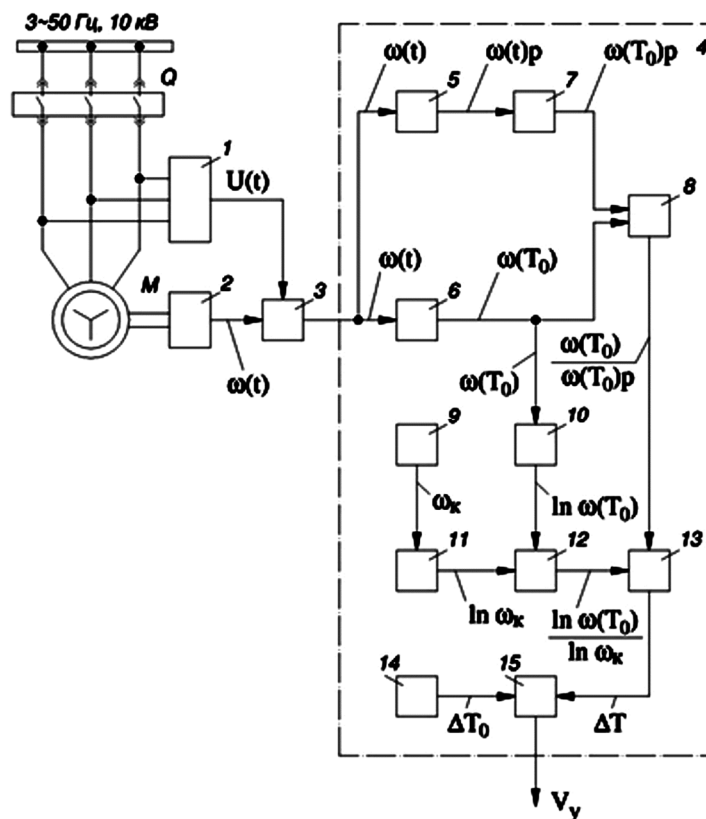 3~50 Гц, 10 кВ
Q
1
U(t)
M
2
3
ω(t)
4
ω(t)
5
ω(t)p
7
ω(T₀)p
8
ω(t)
6
ω(T₀)
ω(T₀)
ω(T₀)
ω(T₀)p
9
10
ωк
ln ω(T₀)
11
12
13
ln ωк
ln ω(T₀)
ln ωк
14
15
ΔT₀
ΔT
Vy